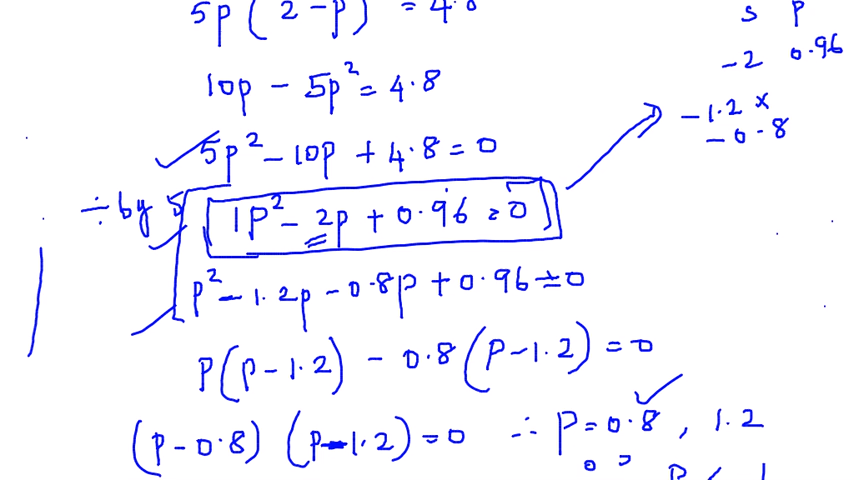 5p(2-p) = 4.8
10p - 5p² = 4.8
5p² - 10p + 4.8 = 0
÷ by 5
1P² - 2p + 0.96 = 0
p² - 1.2p - 0.8p + 0.96 = 0
P(p-1.2) - 0.8(P-1.2) = 0
(p-0.8) (p-1.2) = 0 ∴ P = 0.8, 1.2
s p
-2 0.96
-1.2 x
-0.8